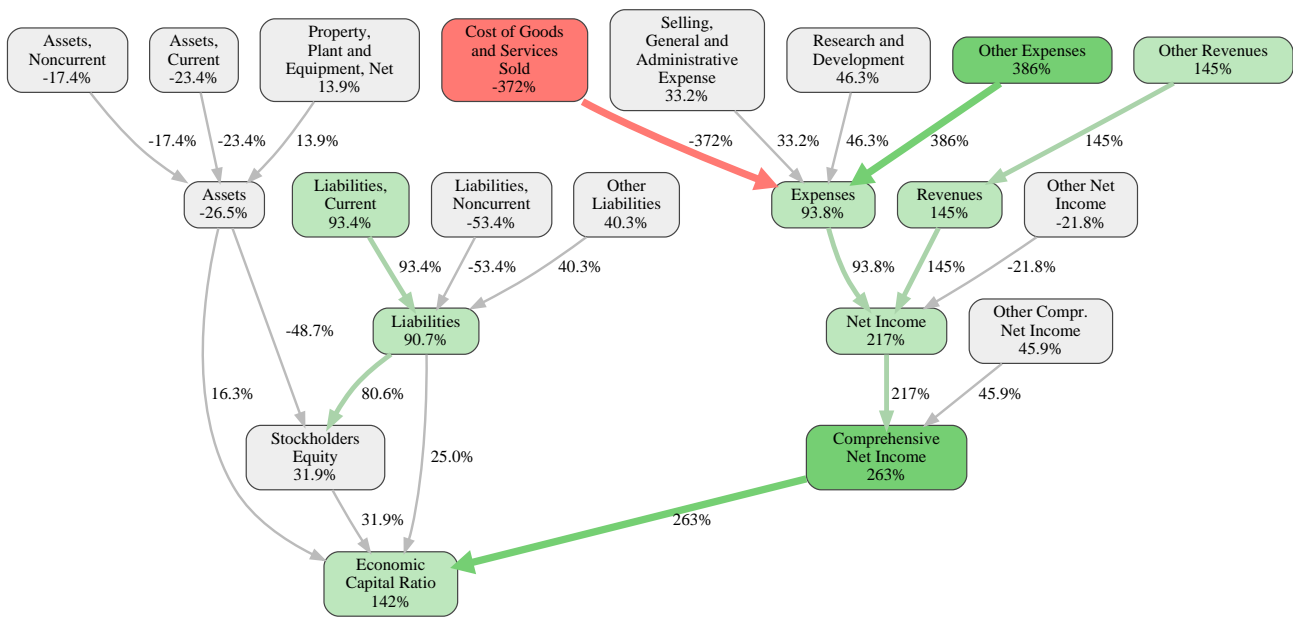 Assets,
Noncurrent
-17.4%
Assets,
Current
-23.4%
Property,
Plant and
Equipment, Net
13.9%
Cost of Goods
and Services
Sold
-372%
Selling,
General and
Administrative
Expense
33.2%
Research and
Development
46.3%
Other Expenses
386%
Other Revenues
145%
-17.4%
-23.4%
13.9%
-372%
33.2%
46.3%
386%
145%
Assets
-26.5%
Liabilities,
Current
93.4%
Liabilities,
Noncurrent
-53.4%
Other
Liabilities
40.3%
Expenses
93.8%
Revenues
145%
Other Net
Income
-21.8%
93.4%
-53.4%
40.3%
93.8%
145%
-21.8%
-48.7%
Liabilities
90.7%
Net Income
217%
Other Compr.
Net Income
45.9%
16.3%
80.6%
217%
45.9%
Stockholders
Equity
31.9%
25.0%
Comprehensive
Net Income
263%
31.9%
263%
Economic
Capital Ratio
142%